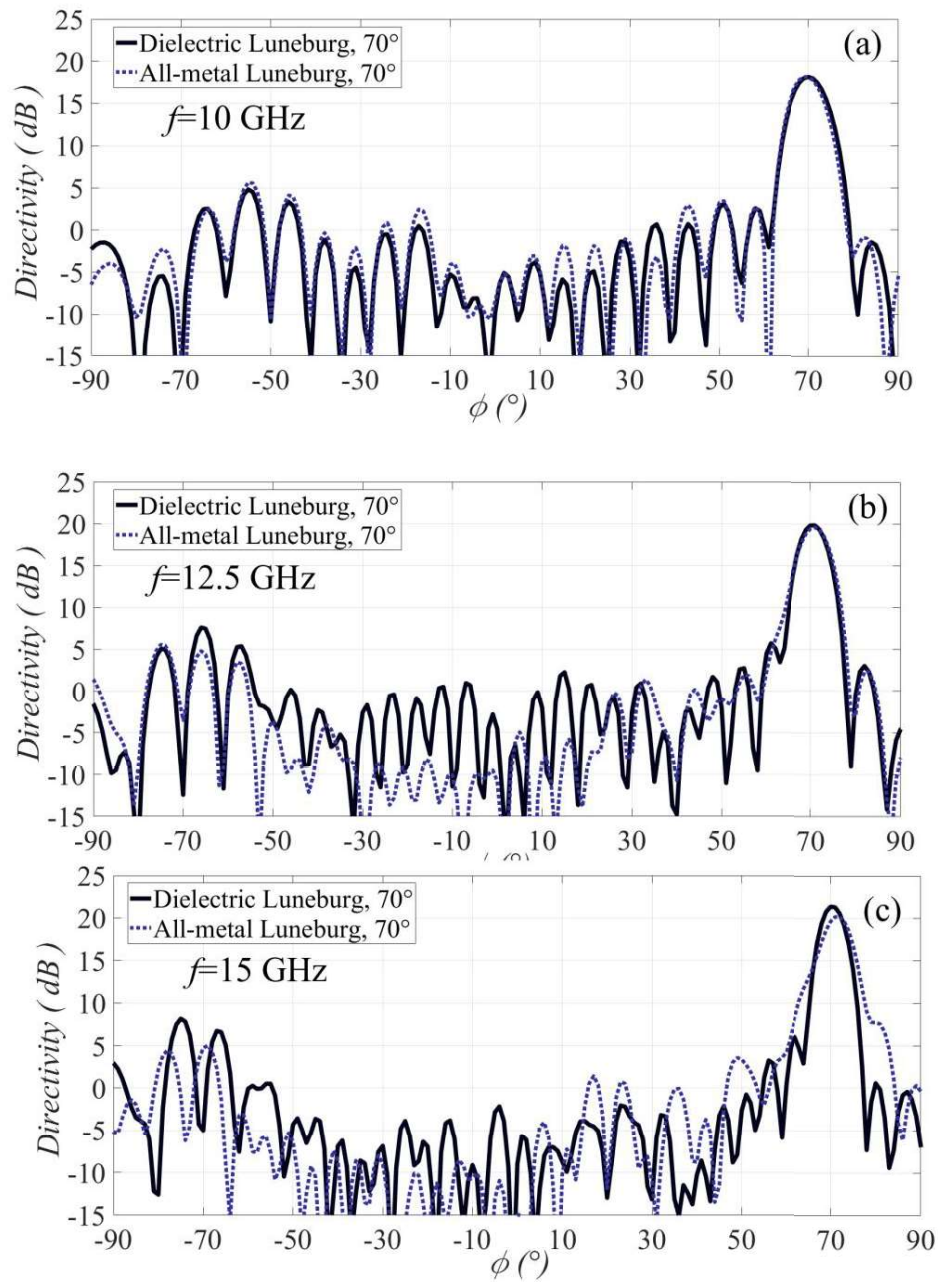 25
20
15
10
5
0
-5
-10
-15
Directivity ( dB )
Dielectric Luneburg, 70°
All-metal Luneburg, 70°
(a)
f=10 GHz
-90 -70 -50 -30 -10 10 30 50 70 90
ϕ (°)
25
20
15
10
5
0
-5
-10
-15
Directivity ( dB )
Dielectric Luneburg, 70°
All-metal Luneburg, 70°
(b)
f=12.5 GHz
-90 -70 -50 -30 -10 10 30 50 70 90
25
20
15
10
5
0
-5
-10
-15
Directivity ( dB )
Dielectric Luneburg, 70°
All-metal Luneburg, 70°
(c)
f=15 GHz
-90 -70 -50 -30 -10 10 30 50 70 90
ϕ (°)